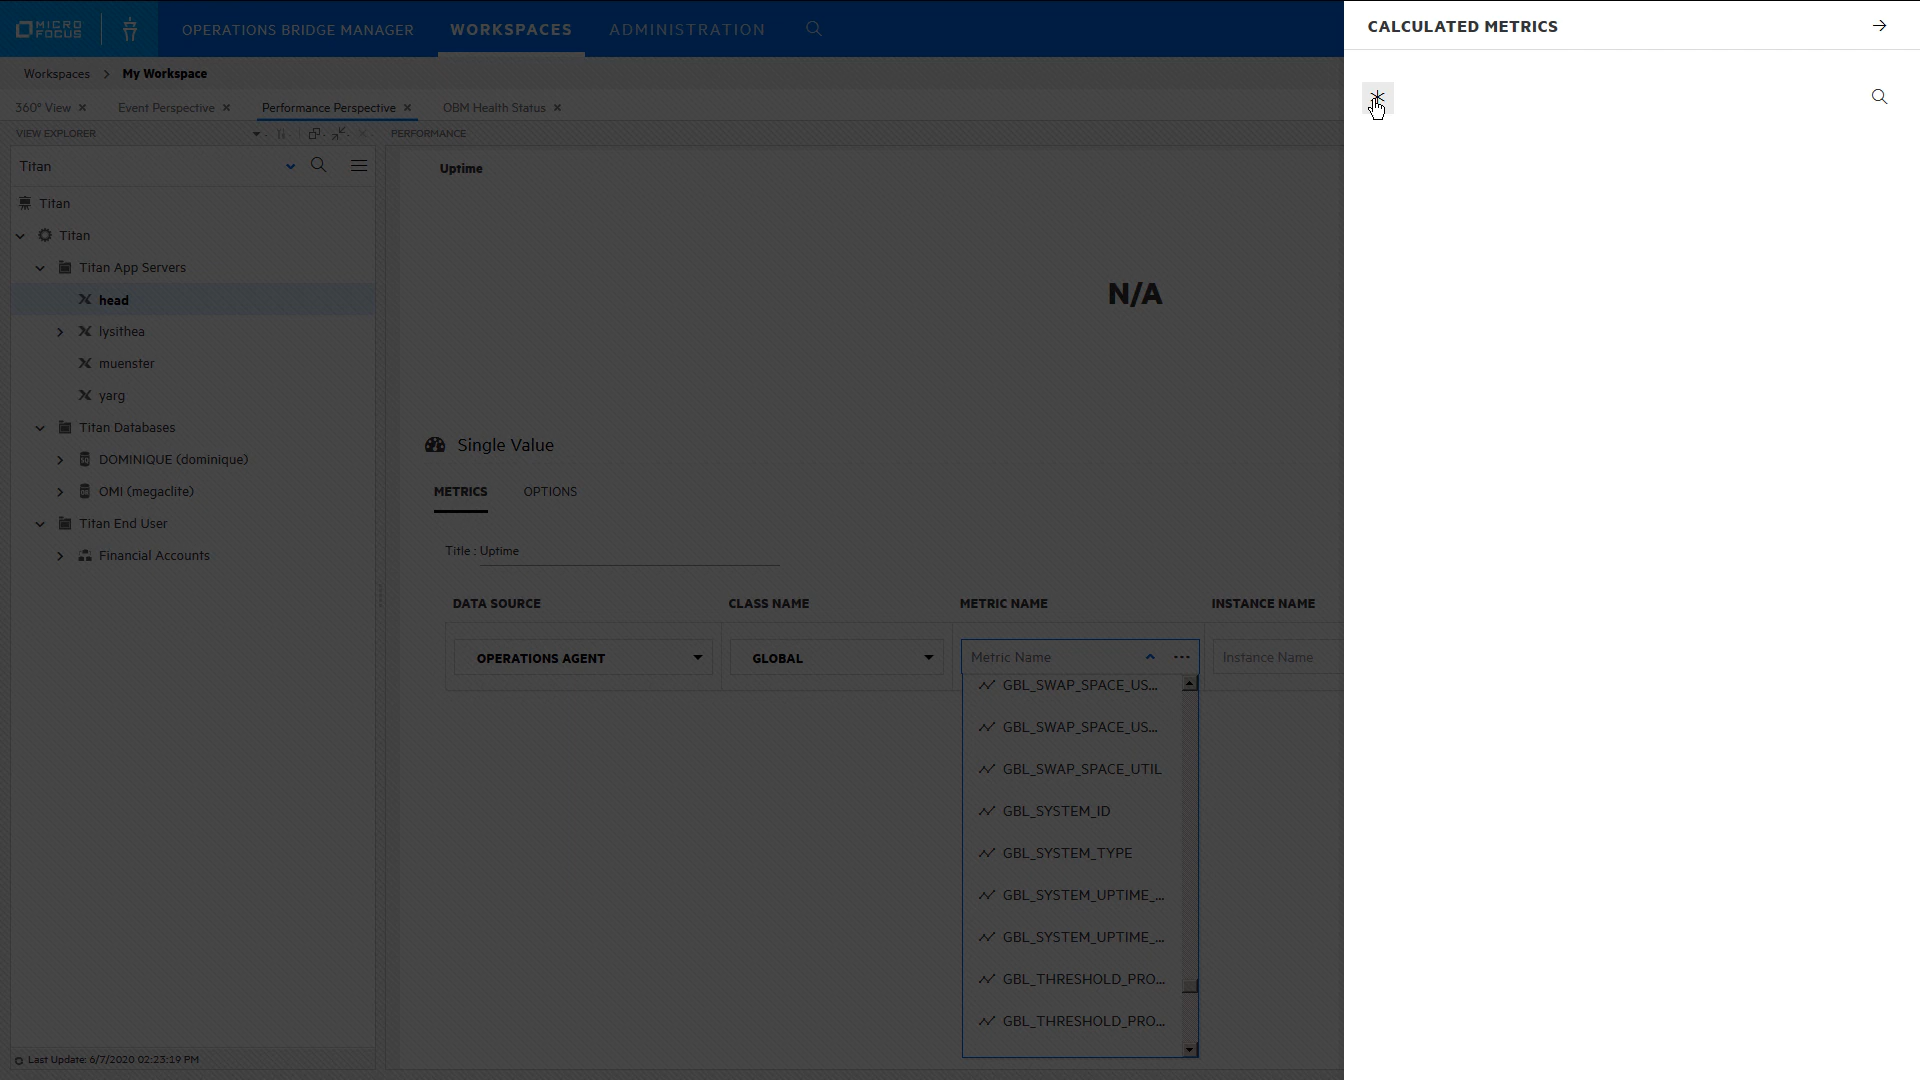 MICRO
FOCUS
OPERATIONS BRIDGE MANAGER
WORKSPACES
ADMINISTRATION
CALCULATED METRICS
Workspaces
My Workspace
360° View
Event Perspective
Performance Perspective
OBM Health Status
VIEW EXPLORER
PERFORMANCE
Titan
Uptime
Titan
Titan
Titan App Servers
head
N/A
lysithea
muenster
yarg
Titan Databases
Single Value
DOMINIQUE (dominique)
OMI (megaclite)
METRICS
OPTIONS
Titan End User
Title : Uptime
Financial Accounts
DATA SOURCE
CLASS NAME
METRIC NAME
INSTANCE NAME
OPERATIONS AGENT
GLOBAL
Metric Name
...
Instance Name
GBL_SWAP_SPACE_US...
GBL_SWAP_SPACE_US...
GBL_SWAP_SPACE_UTIL
GBL_SYSTEM_ID
GBL_SYSTEM_TYPE
GBL_SYSTEM_UPTIME_...
GBL_SYSTEM_UPTIME_...
GBL_THRESHOLD_PRO...
GBL_THRESHOLD_PRO...
Last Update: 6/7/2020 02:23:19 PM